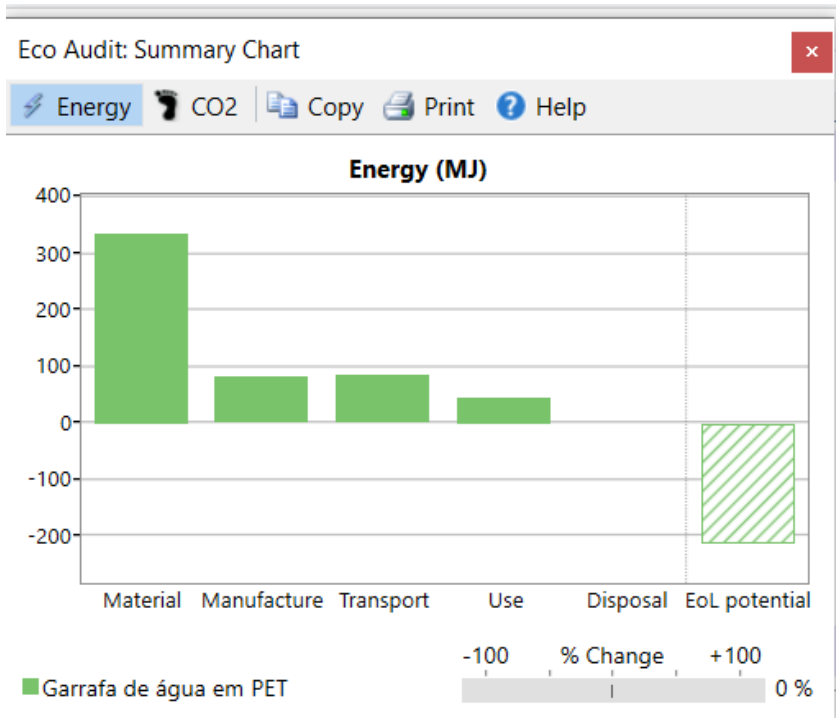 Eco Audit: Summary Chart
Energy CO2 Copy Print ? Help
Energy (MJ)
400
300
200
100
0
-100
-200
Material Manufacture Transport Use Disposal EoL potential
-100 % Change +100
Garrafa de água em PET 0 %